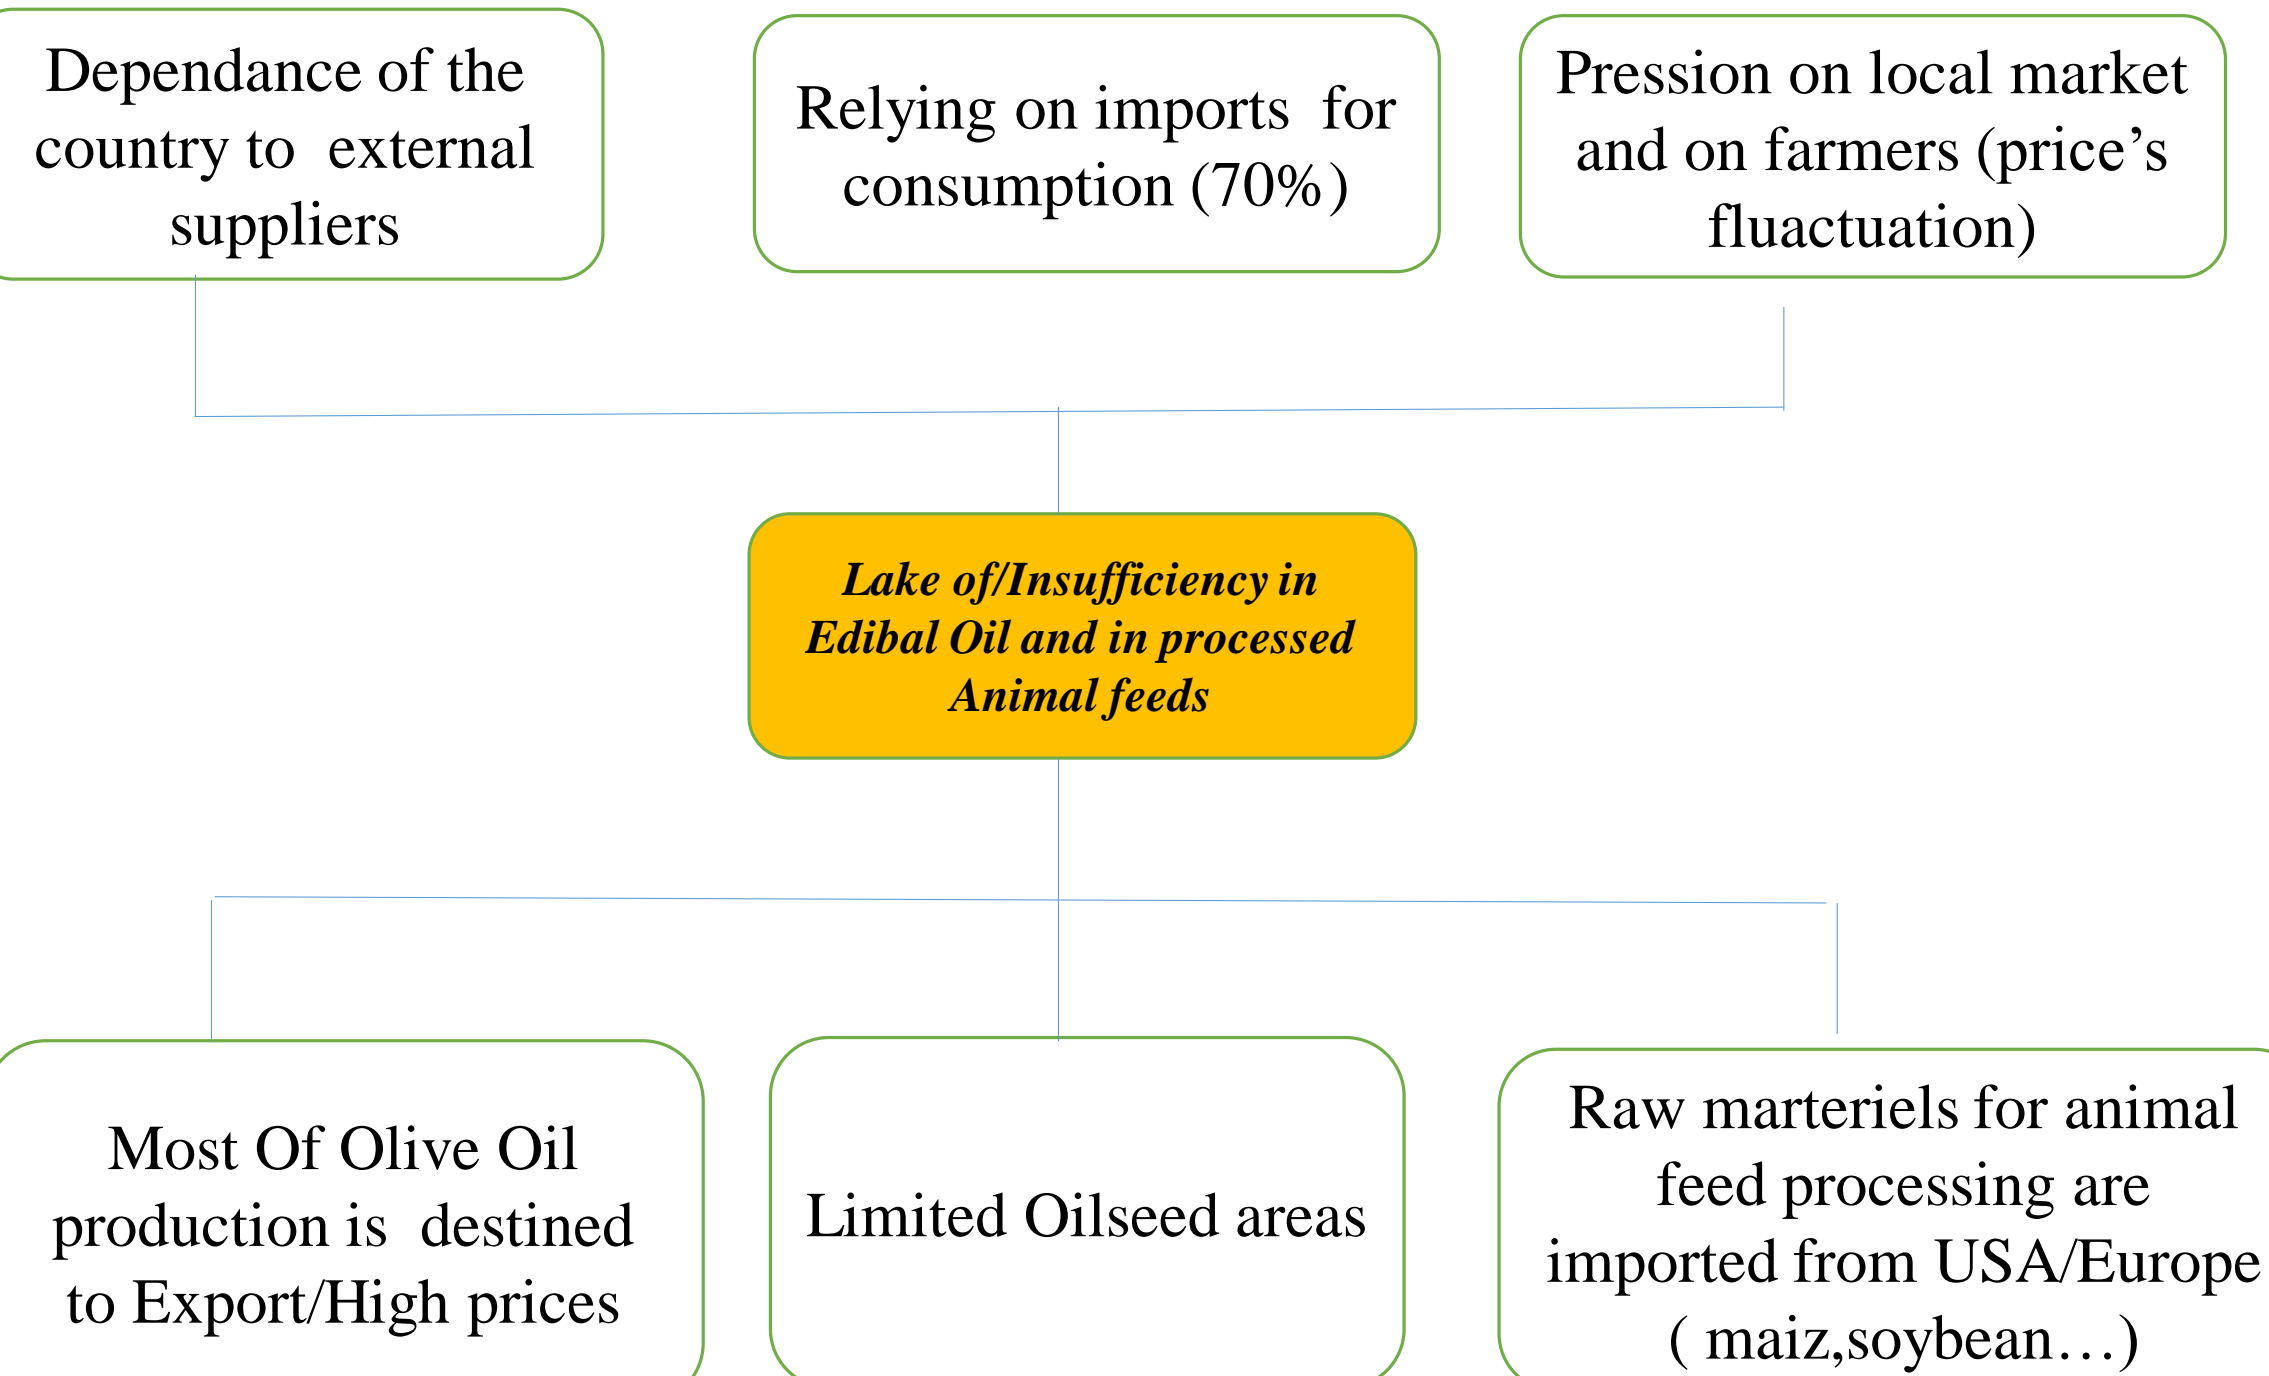 Dependance of the
country to  external
suppliers
Relying on imports  for
consumption (70%)
Pression on local market
and on farmers (price’s
fluactuation)
Lake of/Insufficiency in
Edibal Oil and in processed
Animal feeds
Most Of Olive Oil
production is  destined
to Export/High prices
Limited Oilseed areas
Raw marteriels for animal
feed processing are
imported from USA/Europe
( maiz,soybean…)